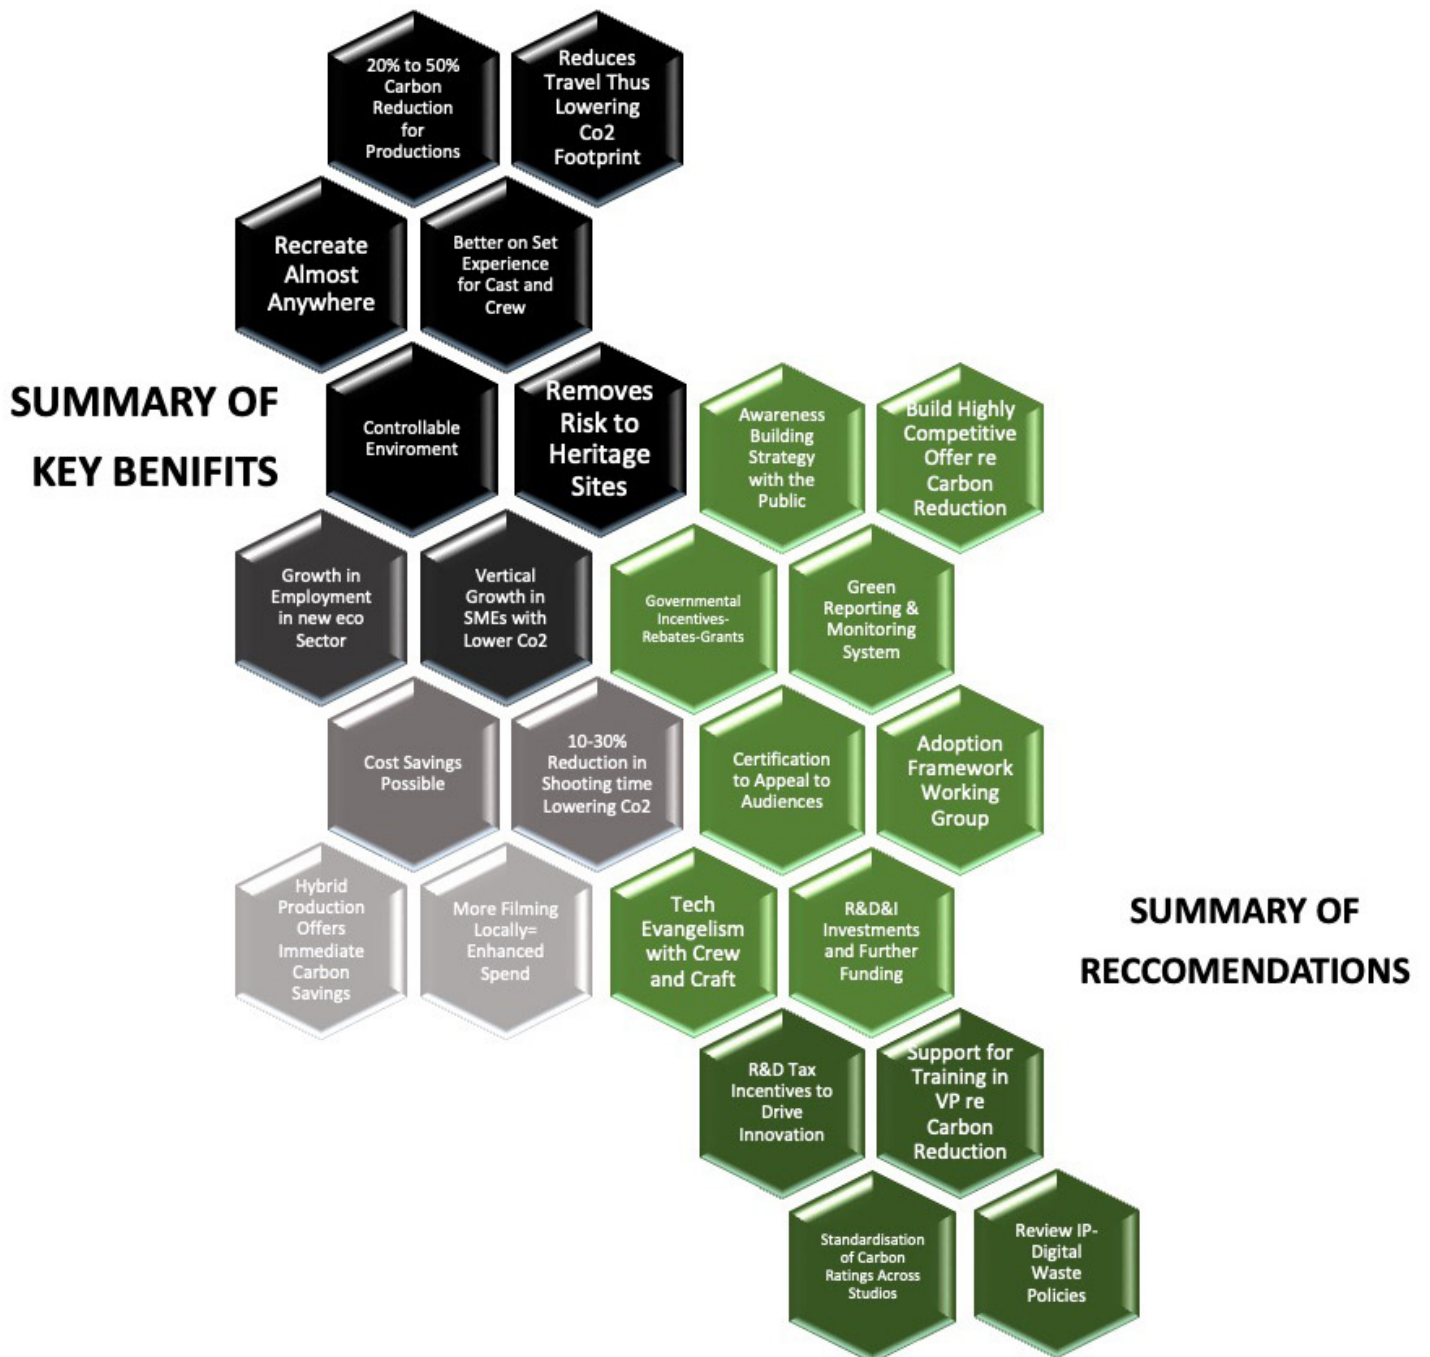 20% to 50%
Carbon
Reduction
for
Productions
Reduces
Travel Thus
Lowering
Co2
Footprint
Recreate
Almost
Anywhere
Better on Set
Experience
for Cast and
Crew
SUMMARY OF
KEY BENIFITS
Controllable
Enviroment
Removes
Risk to
Heritage
Sites
Awareness
Building
Strategy
with the
Public
Build Highly
Competitive
Offer re
Carbon
Reduction
Growth in
Employment
in new eco
Sector
Vertical
Growth in
SMEs with
Lower Co2
Governmental
Incentives-
Rebates-Grants
Green
Reporting &
Monitoring
System
Cost Savings
Possible
10-30%
Reduction in
Shooting time
Lowering Co2
Certification
to Appeal to
Audiences
Adoption
Framework
Working
Group
Hybrid
Production
Offers
Immediate
Carbon
Savings
More Filming
Locally=
Enhanced
Spend
Tech
Evangelism
with Crew
and Craft
R&D&I
Investments
and Further
Funding
SUMMARY OF
RECCOMENDATIONS
R&D Tax
Incentives to
Drive
Innovation
Support for
Training in
VP re
Carbon
Reduction
Standardisation
of Carbon
Ratings Across
Studios
Review IP-
Digital
Waste
Policies